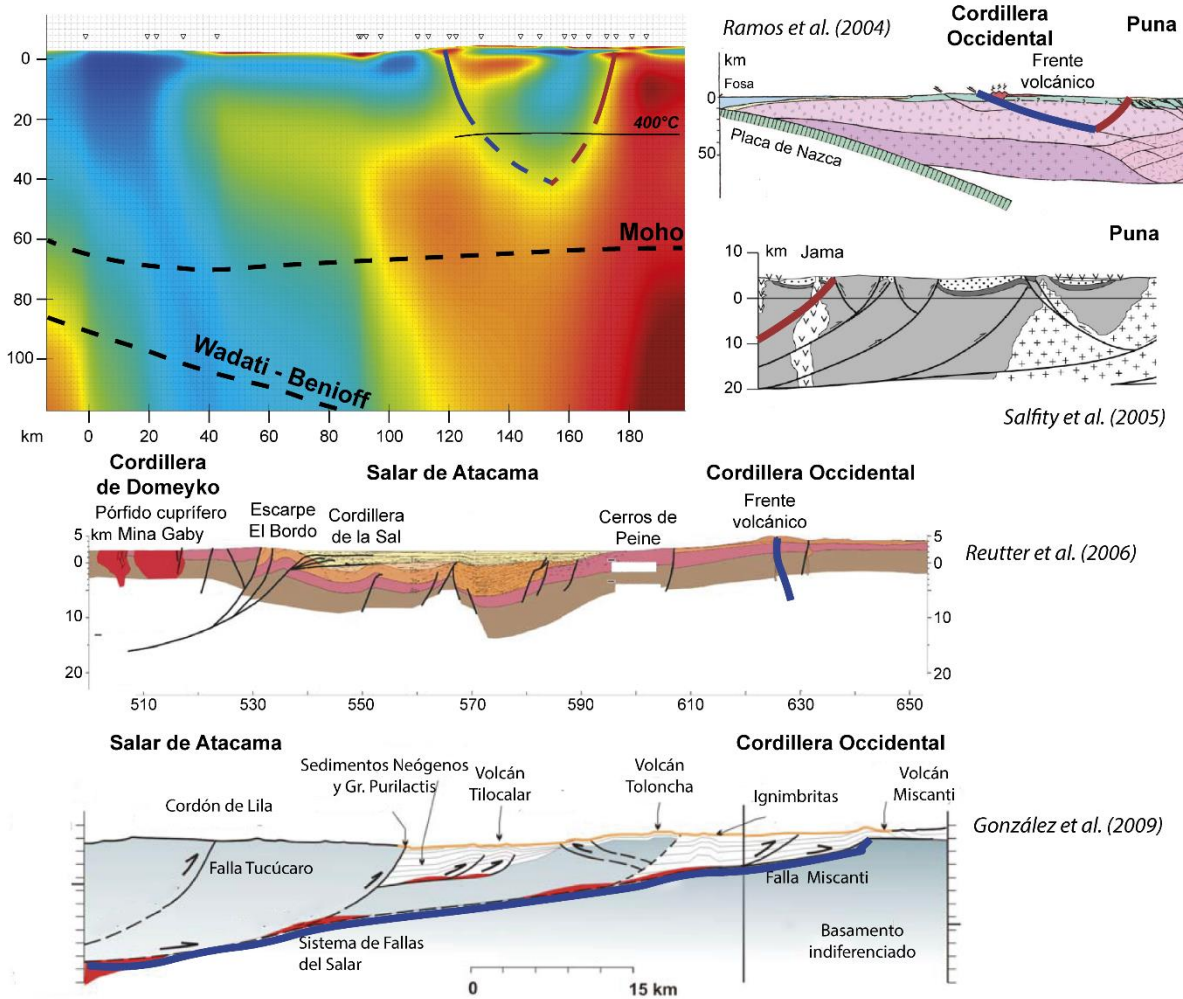 0
20
40
60
80
100
km
0
20
40
60
80
100
120
140
160
180
400°C
Moho
Wadati - Benioff
Ramos et al. (2004)
Cordillera
Occidental
Puna
km
Fosa
Frente
volcánico
0
50
Placa de Nazca
Puna
10
km
Jama
0
10
20
Salfity et al. (2005)
Cordillera
de Domeyko
Salar de Atacama
Cordillera Occidental
Pórfido cuprífero
km Mina Gaby
Escarpe
El Bordo
Cordillera
de la Sal
Cerros de
Peine
Frente
volcánico
5
0
10
20
5
0
10
20
510
530
550
570
590
610
630
650
Reutter et al. (2006)
Salar de Atacama
Cordillera Occidental
Cordón de Lila
Sedimentos Neógenos
y Gr. Purilactis
Volcán
Tilocalar
Volcán
Toloncha
Ignimbritas
Volcán
Miscanti
Falla Tucúcaro
Falla Miscanti
Sistema de Fallas
del Salar
Basamento
indiferenciado
0
15 km
González et al. (2009)